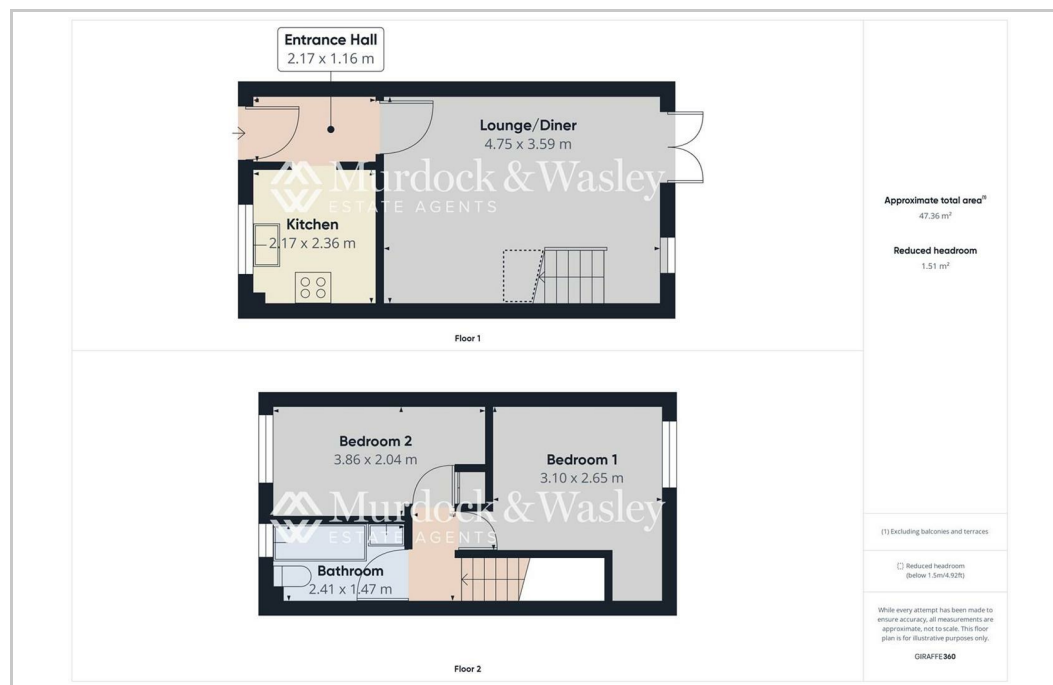 Entrance Hall
2.17 x 1.16 m
Lounge/Diner
4.75 x 3.59 m
Murdock & Wasley
ESTATE AGENTS
Kitchen
2.17 x 2.36 m
Floor 1
Bedroom 2
3.86 x 2.04 m
Bedroom 1
3.10 x 2.65 m
Murdock & Wasley
ESTATE AGENTS
Bathroom
2.41 x 1.47 m
Floor 2
Approximate total area(1)
47.36 m²
Reduced headroom
1.51 m²
(1) Excluding balconies and terraces
Reduced headroom
(below 1.5m/4.92ft)
While every attempt has been made to
ensure accuracy, all measurements are
approximate, not to scale. This floor
plan is for illustrative purposes only.
GIRAFFE360